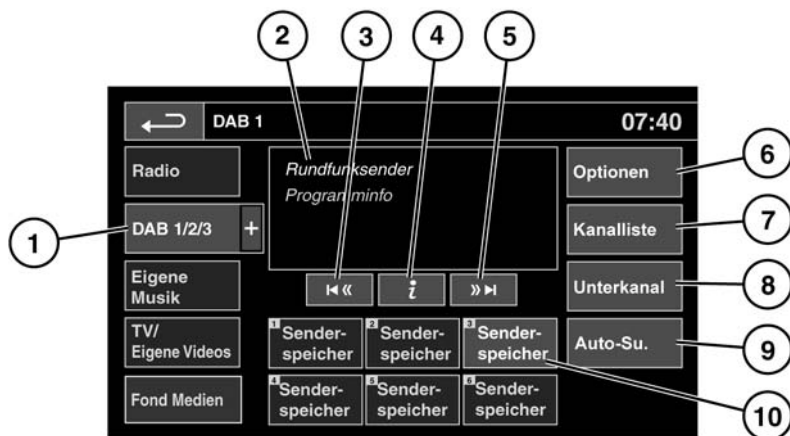 2
3
4
5
DAB 1
07:40
Radio
Rundfunksender
Programminfo
Optionen
6
1
DAB 1/2/3 +
Kanalliste
7
Eigene
Musik
i
Unterkanal
8
TV/
Eigene Videos
1 Sender-
speicher
2 Sender-
speicher
3 Sender-
speicher
Auto-Su.
9
Fond Medien
4 Sender-
speicher
5 Sender-
speicher
6 Sender-
speicher
10